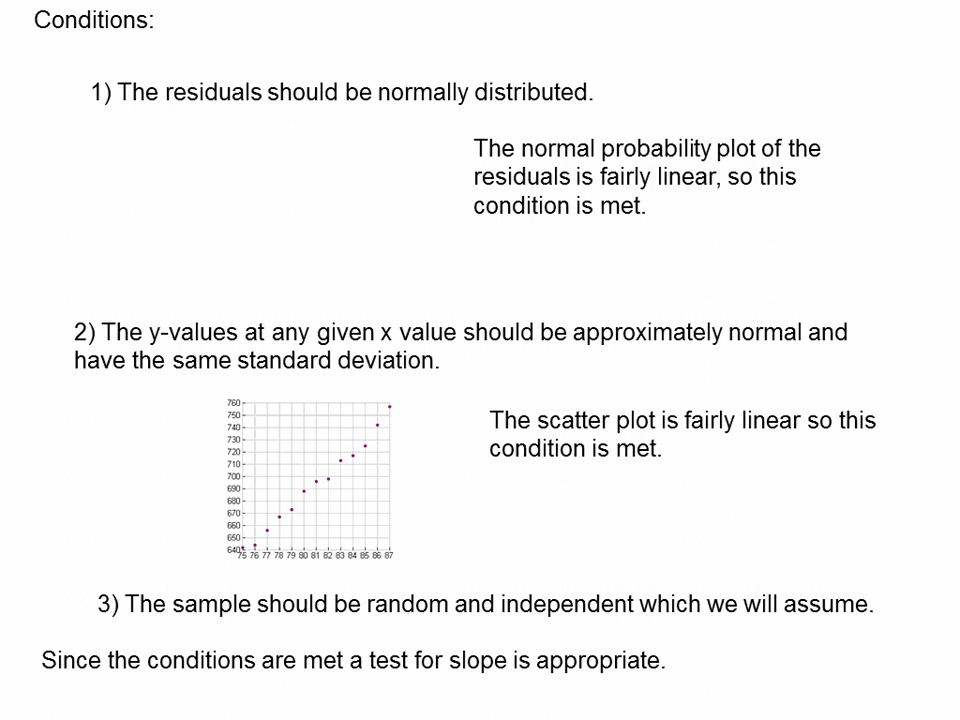 Conditions:
1) The residuals should be normally distributed.
The normal probability plot of the
residuals is fairly linear, so this
condition is met.
2) The y-values at any given x value should be approximately normal and
have the same standard deviation.
The scatter plot is fairly linear so this
condition is met.
760
750
740
730
720
710
700
690
680
670
660
650
640
75 76 77 78 79 80 81 82 83 84 85 86 87
3) The sample should be random and independent which we will assume.
Since the conditions are met a test for slope is appropriate.